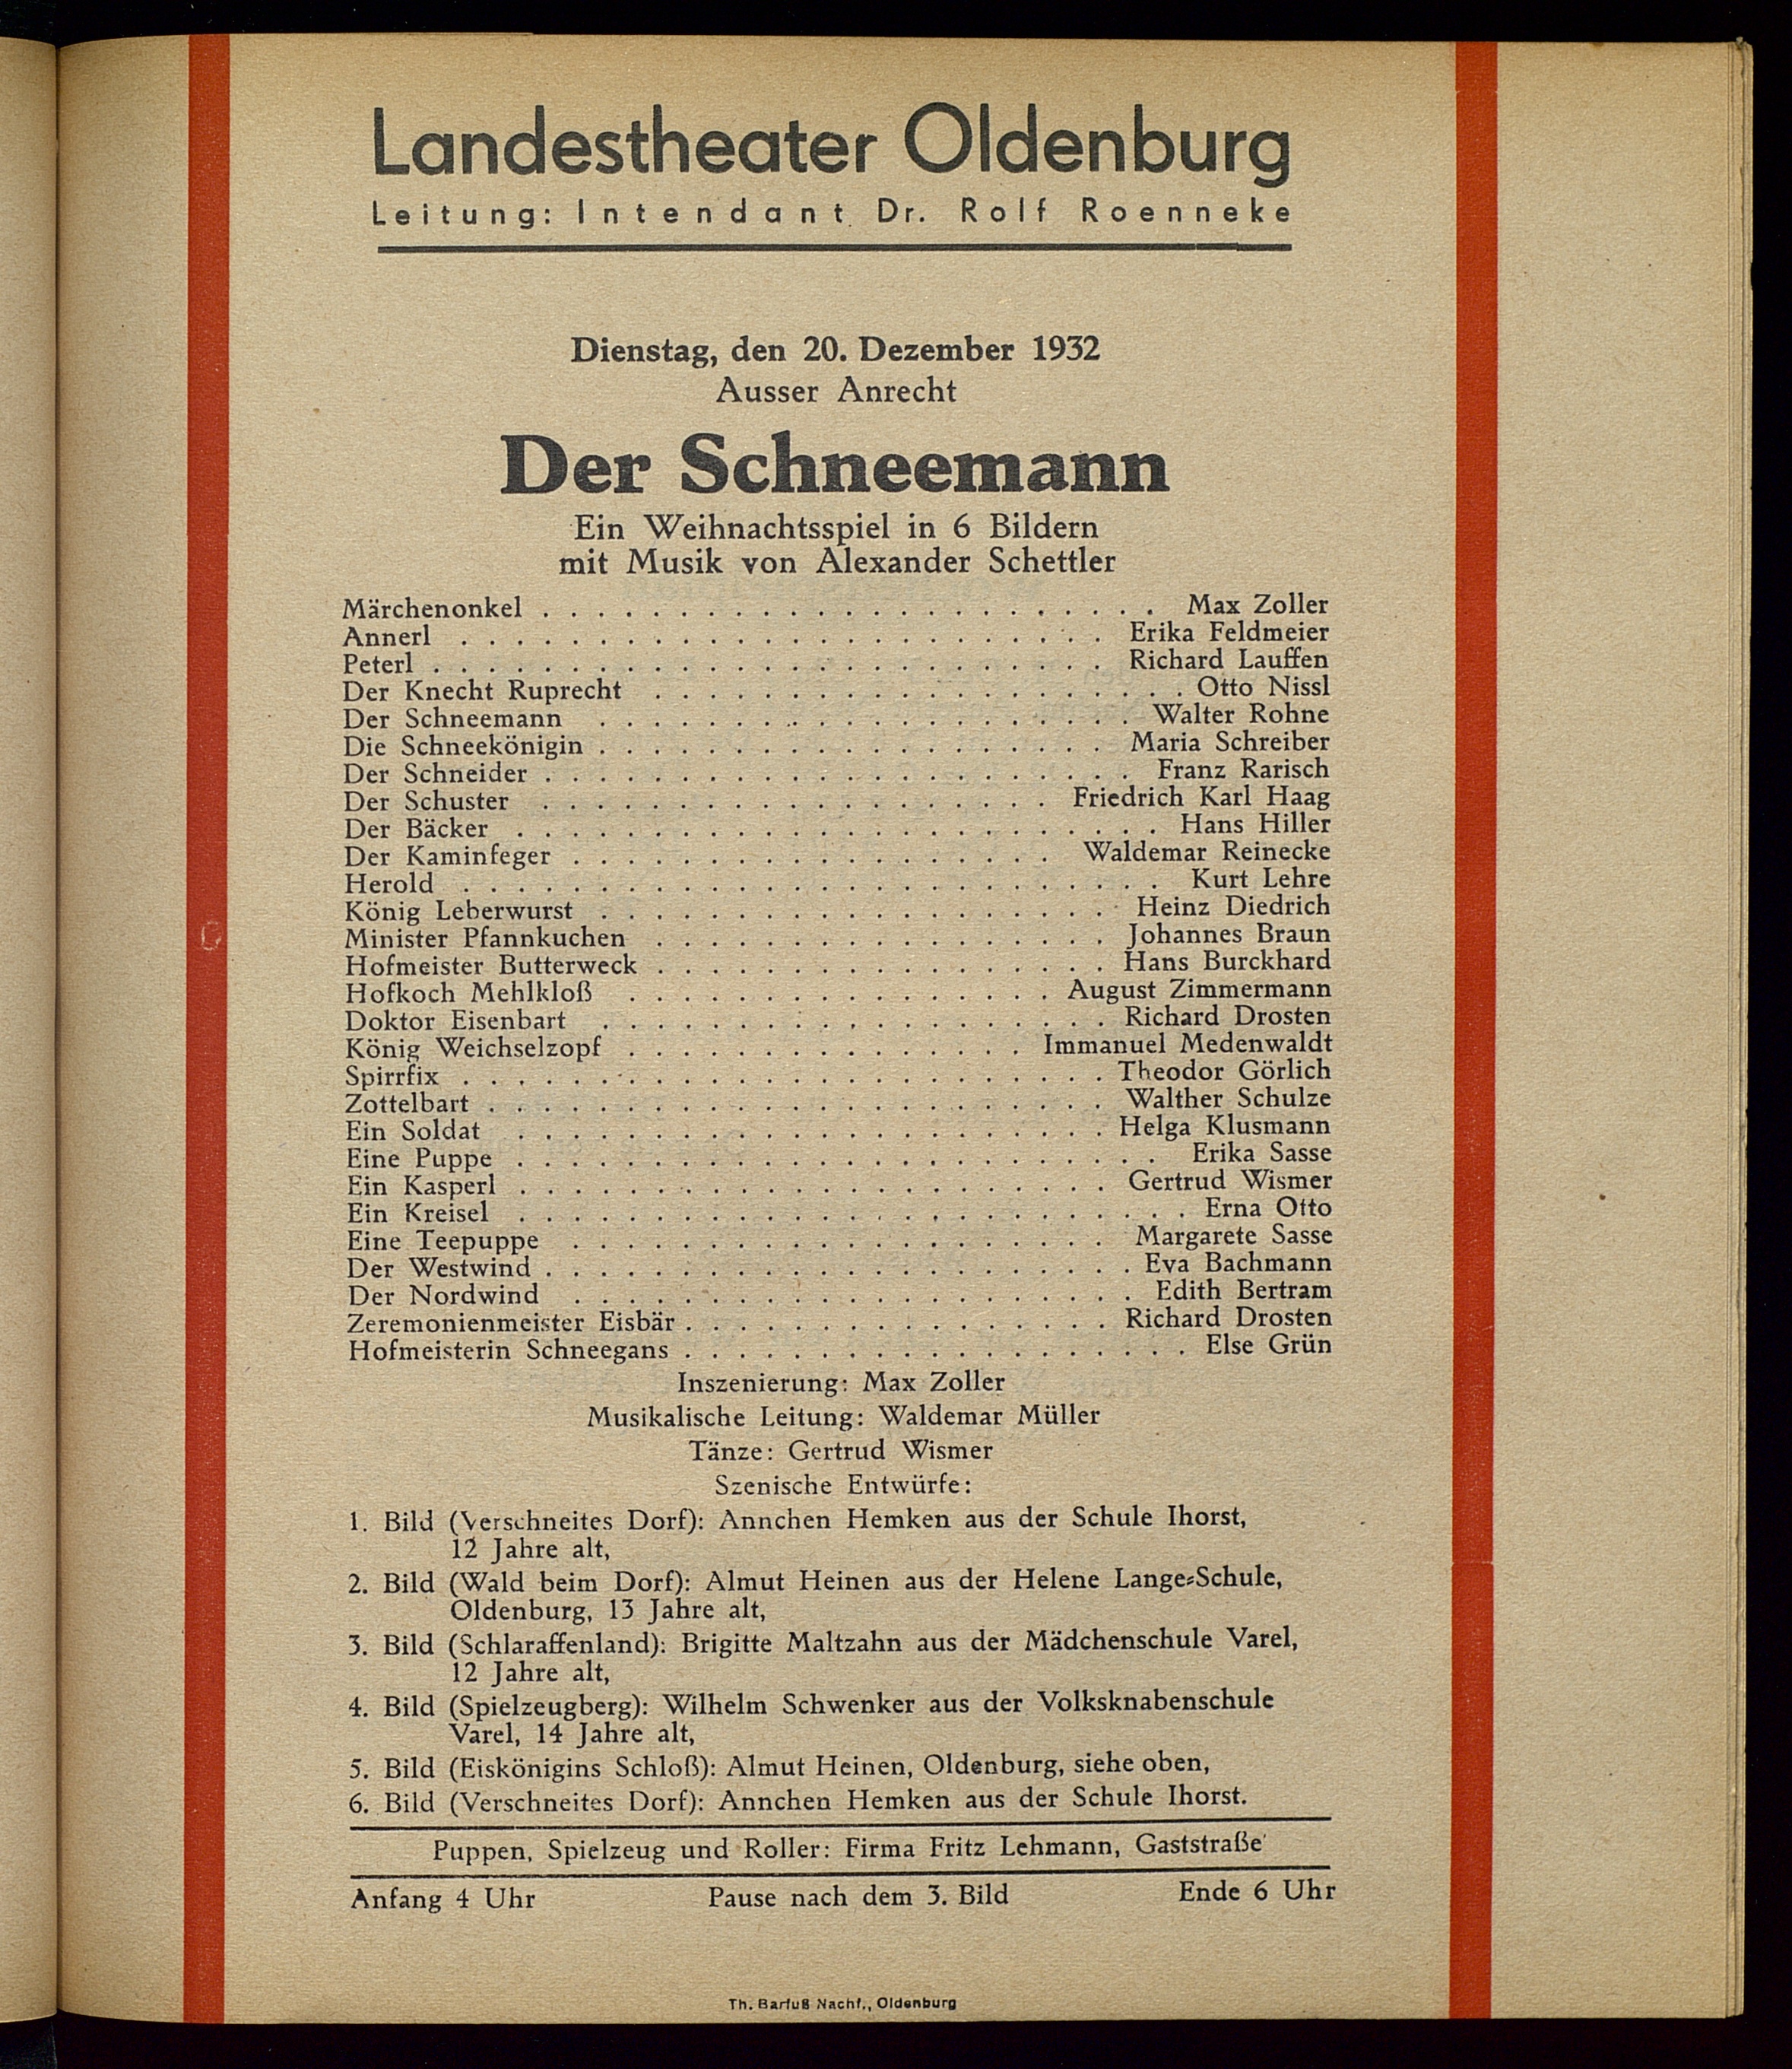 Landestheater Oldenburg
Leitung: Intendant Dr. Rolf Roenneke
Dienstag, den 20. Dezember 1932
Ausser Anrecht
Der Schneemann
Ein Weihnachtsspiel in 6 Bildern
mit Musik von Alexander Schettler
Märchenonkel . . . . . . . . . . . . . . . . . . . . . . . Max Zoller
Annerl . . . . . . . . . . . . . . . . . . . . . . . . Erika Feldmeier
Peterl . . . . . . . . . . . . . . . . . . . . . . . . . Richard Lauffen
Der Knecht Ruprecht . . . . . . . . . . . . . . . . . . . . Otto Nissl
Der Schneemann . . . . . . . . . . . . . . . . . . . . Walter Rohne
Die Schneekönigin . . . . . . . . . . . . . . . . . . . Maria Schreiber
Der Schneider . . . . . . . . . . . . . . . . . . . . . . Franz Rarisch
Der Schuster . . . . . . . . . . . . . . . . . . . Friedrich Karl Haag
Der Bäcker . . . . . . . . . . . . . . . . . . . . . . . . Hans Hiller
Der Kaminfeger . . . . . . . . . . . . . . . . . . Waldemar Reinecke
Herold . . . . . . . . . . . . . . . . . . . . . . . . . . Kurt Lehre
König Leberwurst . . . . . . . . . . . . . . . . . . . Heinz Diedrich
Minister Pfannkuchen . . . . . . . . . . . . . . . . . Johannes Braun
Hofmeister Butterweck . . . . . . . . . . . . . . . . . Hans Burckhard
Hofkoch Mehlkloß . . . . . . . . . . . . . . . . August Zimmermann
Doktor Eisenbart . . . . . . . . . . . . . . . . . . . Richard Drosten
König Weichselzopf . . . . . . . . . . . . . . . Immanuel Medenwaldt
Spirrfix . . . . . . . . . . . . . . . . . . . . . . . . Theodor Görlich
Zottelbart . . . . . . . . . . . . . . . . . . . . . . . Walther Schulze
Ein Soldat . . . . . . . . . . . . . . . . . . . . . . Helga Klusmann
Eine Puppe . . . . . . . . . . . . . . . . . . . . . . . . Erika Sasse
Ein Kasperl . . . . . . . . . . . . . . . . . . . . . . Gertrud Wismer
Ein Kreisel . . . . . . . . . . . . . . . . . . . . . . . . . Erna Otto
Eine Teepuppe . . . . . . . . . . . . . . . . . . . . Margarete Sasse
Der Westwind . . . . . . . . . . . . . . . . . . . . . . Eva Bachmann
Der Nordwind . . . . . . . . . . . . . . . . . . . . . Edith Bertram
Zeremonienmeister Eisbär . . . . . . . . . . . . . . . . Richard Drosten
Hofmeisterin Schneegans . . . . . . . . . . . . . . . . . . . Else Grün
Inszenierung: Max Zoller
Musikalische Leitung: Waldemar Müller
Tänze: Gertrud Wismer
Szenische Entwürfe:
1. Bild (Verschneites Dorf): Annchen Hemken aus der Schule Ihorst,
12 Jahre alt,
2. Bild (Wald beim Dorf): Almut Heinen aus der Helene Lange-Schule,
Oldenburg, 13 Jahre alt,
3. Bild (Schlaraffenland): Brigitte Maltzahn aus der Mädchenschule Varel,
12 Jahre alt,
4. Bild (Spielzeugberg): Wilhelm Schwenker aus der Volksknabenschule
Varel, 14 Jahre alt,
5. Bild (Eiskönigins Schloß): Almut Heinen, Oldenburg, siehe oben,
6. Bild (Verschneites Dorf): Annchen Hemken aus der Schule Ihorst.
Puppen, Spielzeug und Roller: Firma Fritz Lehmann, Gaststraße
Anfang 4 Uhr Pause nach dem 3. Bild Ende 6 Uhr
Th. Barfuß Nachf., Oldenburg